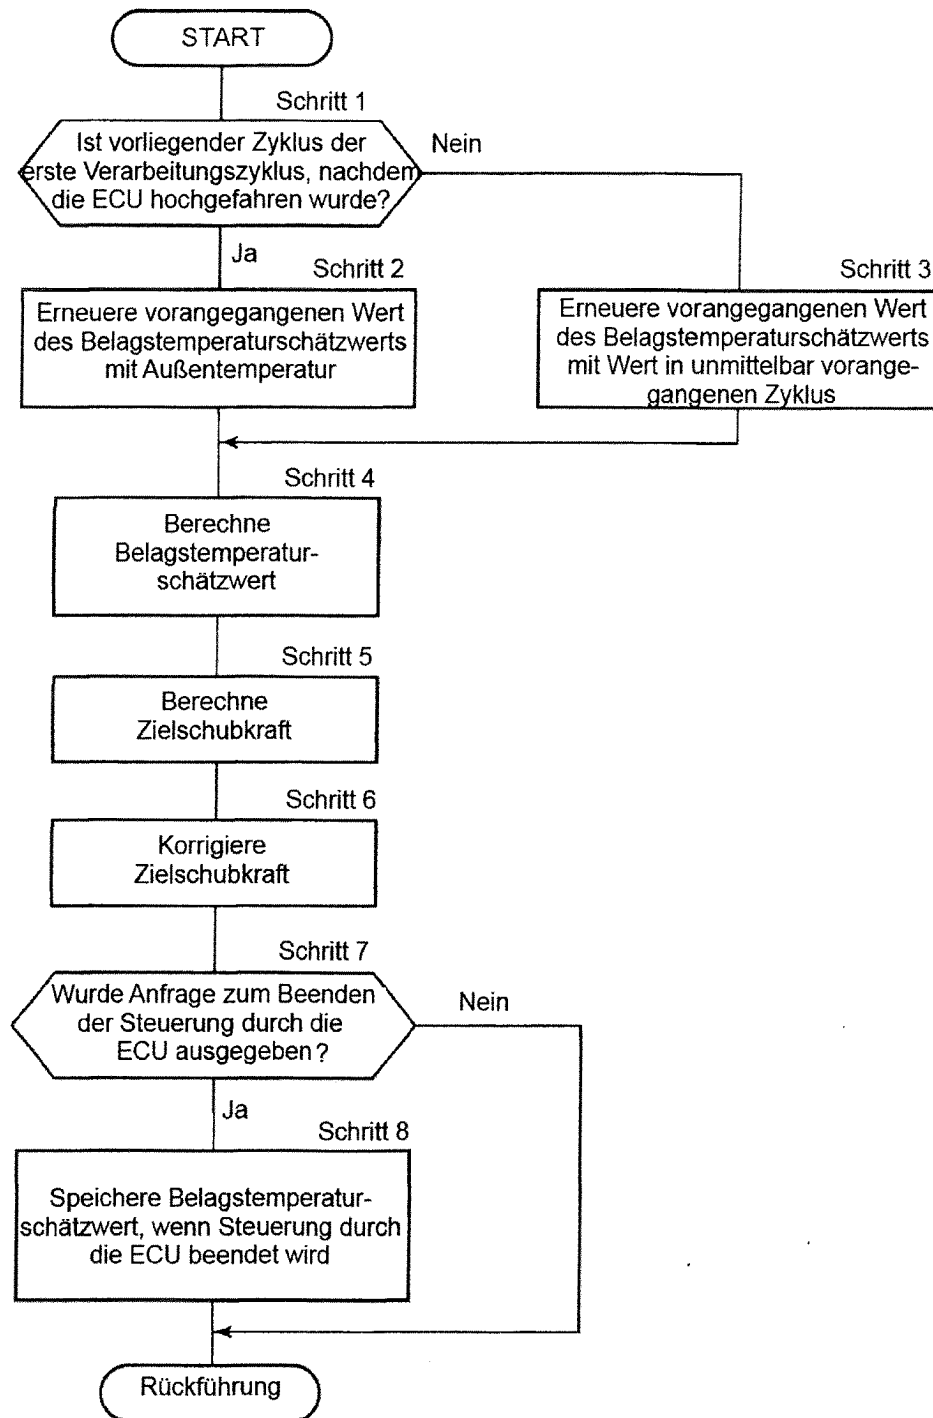 START
Schritt 1
Ist vorliegender Zyklus der
erste Verarbeitungszyklus, nachdem
die ECU hochgefahren wurde?
Nein
Ja
Schritt 2
Erneuere vorangegangenen Wert
des Belagstemperaturschätzwerts
mit Außentemperatur
Schritt 3
Erneuere vorangegangenen Wert
des Belagstemperaturschätzwerts
mit Wert in unmittelbar vorange-
gangenen Zyklus
Schritt 4
Berechne
Belagstemperatur-
schätzwert
Schritt 5
Berechne
Zielschubkraft
Schritt 6
Korrigiere
Zielschubkraft
Schritt 7
Wurde Anfrage zum Beenden
der Steuerung durch die
ECU ausgegeben?
Nein
Ja
Schritt 8
Speichere Belagstemperatur-
schätzwert, wenn Steuerung durch
die ECU beendet wird
Rückführung